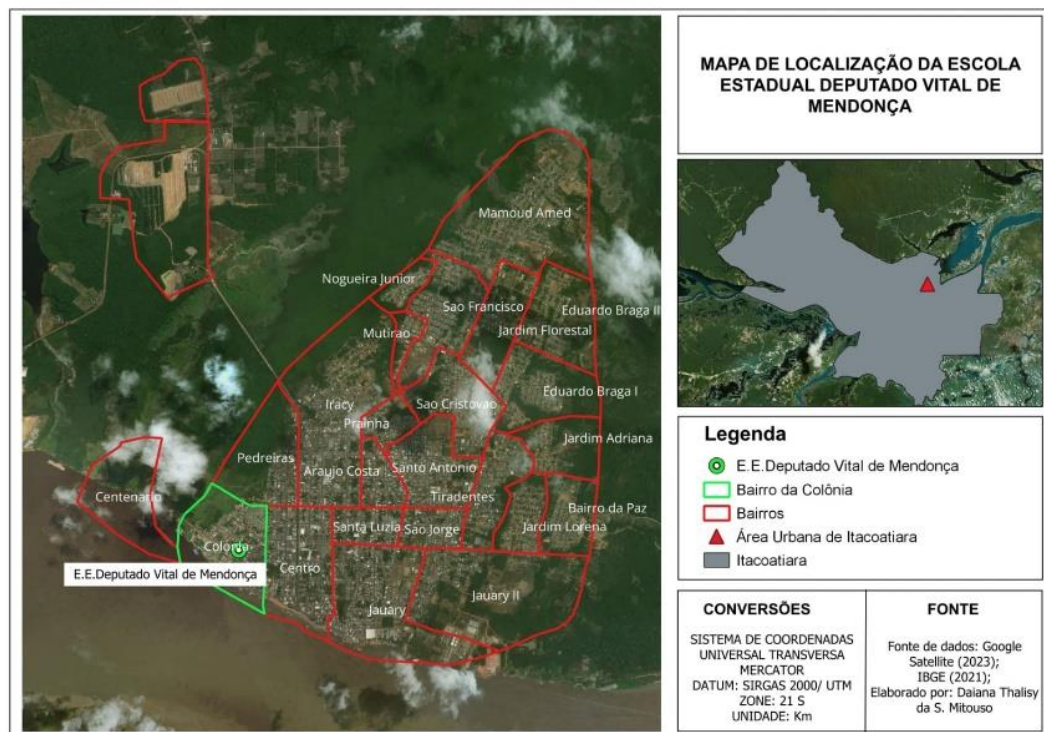 MAPA DE LOCALIZAÇÃO DA ESCOLA
ESTADUAL DEPUTADO VITAL DE
MENDONÇA
Mamoud Amed
Nogueira Junior
Sao Francisco
Eduardo Braga II
Jardim Florestal
Mutirao
Eduardo Braga I
Iracy
Sao Cristovao
Prainha
Jardim Adriana
Pedreiras
Araujo Costa
Santo Antonio
Centenario
Tiradentes
Bairro da Paz
Santa Luzia
Sao Jorge
Jardim Lorena
Colonia
Centro
E.E.Deputado Vital de Mendonça
Jauary
Jauary II
Legenda
E.E.Deputado Vital de Mendonça
Bairro da Colônia
Bairros
Área Urbana de Itacoatiara
Itacoatiara
CONVERSÕES
SISTEMA DE COORDENADAS
UNIVERSAL TRANSVERSA
MERCATOR
DATUM: SIRGAS 2000/ UTM
ZONE: 21 S
UNIDADE: Km
FONTE
Fonte de dados: Google
Satellite (2023);
IBGE (2021);
Elaborado por: Daiana Thalisy
da S. Mitouso